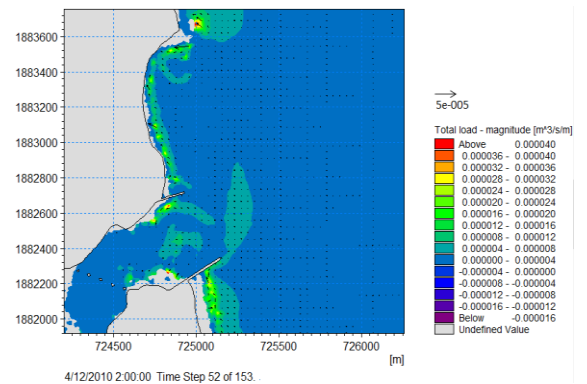 1883600
1883400
1883200
1883000
1882800
1882600
1882400
1882200
1882000
724500 725000 725500 726000
[m]
4/12/2010 2:00:00 Time Step 52 of 153.
5e-005
Total load - magnitude [m^3/s/m]
Above 0.000040
0.000036 - 0.000040
0.000032 - 0.000036
0.000028 - 0.000032
0.000024 - 0.000028
0.000020 - 0.000024
0.000016 - 0.000020
0.000012 - 0.000016
0.000008 - 0.000012
0.000004 - 0.000008
0.000000 - 0.000004
-0.000004 - 0.000000
-0.000008 - -0.000004
-0.000012 - -0.000008
-0.000016 - -0.000012
Below -0.000016
Undefined Value